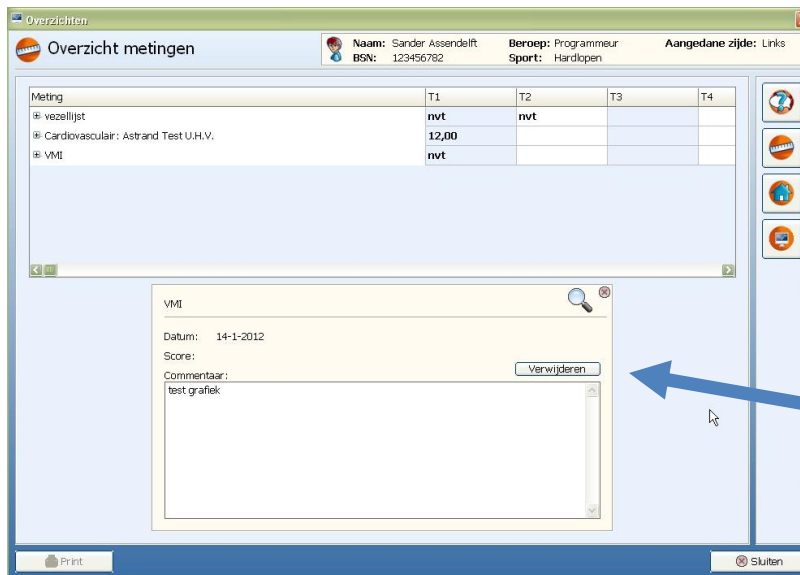 Overzichten
Overzicht metingen
Naam: Sander Assendelft Beroep: Programmeur Aangedane zijde: Links
BSN: 123456782 Sport: Hardlopen
Meting T1 T2 T3 T4
vezellijst nvt nvt
Cardiovasculair: Astrand Test U.H.V. 12,00
VMI nvt
VMI
Datum: 14-1-2012
Score:
Verwijderen
Commentaar:
test grafiek
Print Sluiten